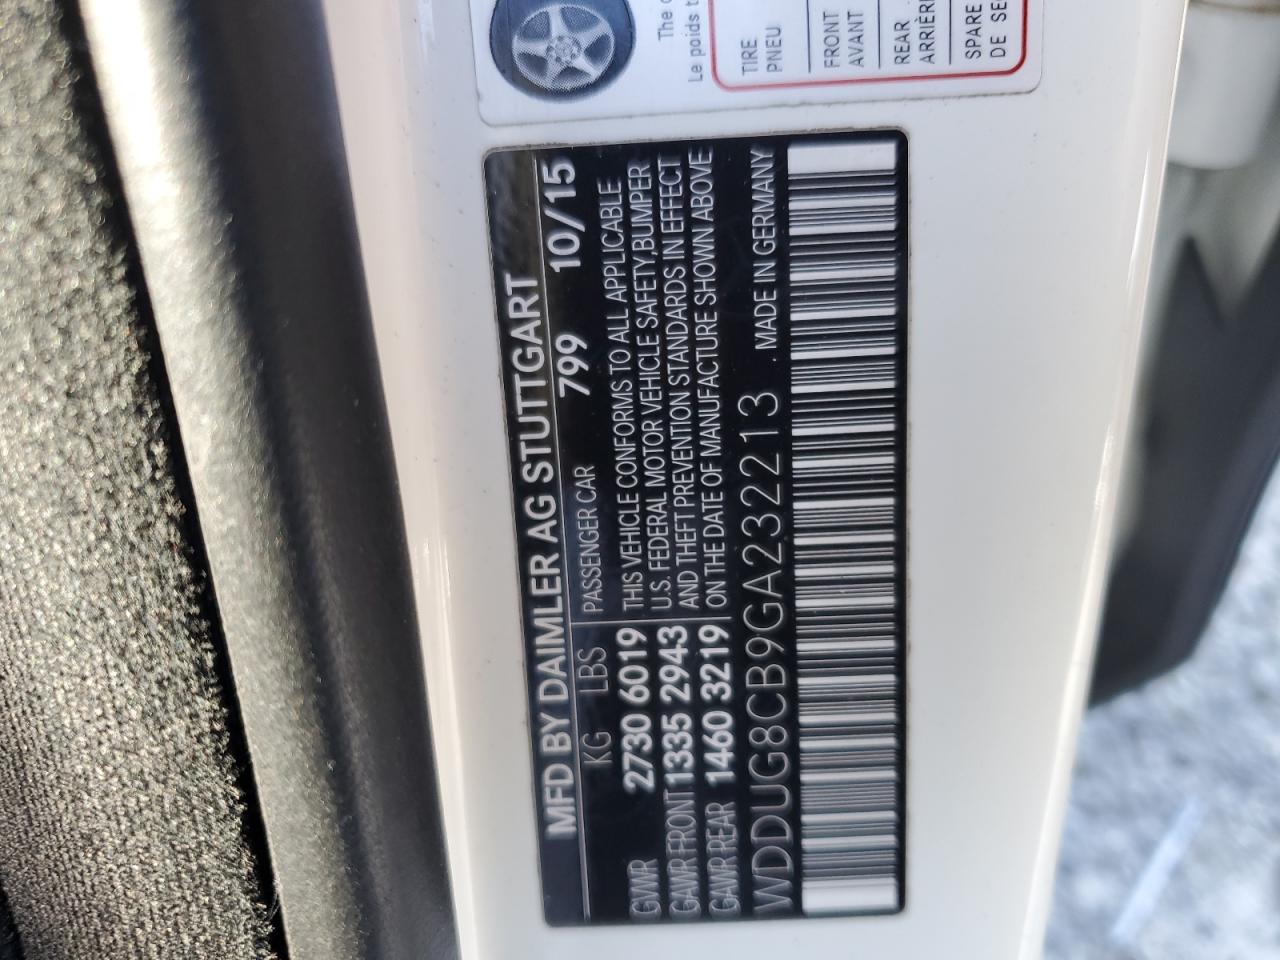 MFD BY DAIMLER AG STUTTGART
KG LBS PASSENGER CAR 799 10/15
GVWR 2730 6019
GAWR FRONT 1335 2943
GAWR REAR 1460 3219
THIS VEHICLE CONFORMS TO ALL APPLICABLE
U.S. FEDERAL MOTOR VEHICLE SAFETY,BUMPER
AND THEFT PREVENTION STANDARDS IN EFFECT
ON THE DATE OF MANUFACTURE SHOWN ABOVE
WDDUG8CB9GA232213 . MADE IN GERMANY
The
Le poids
TIRE
PNEU
FRONT
AVANT
REAR
SPARE